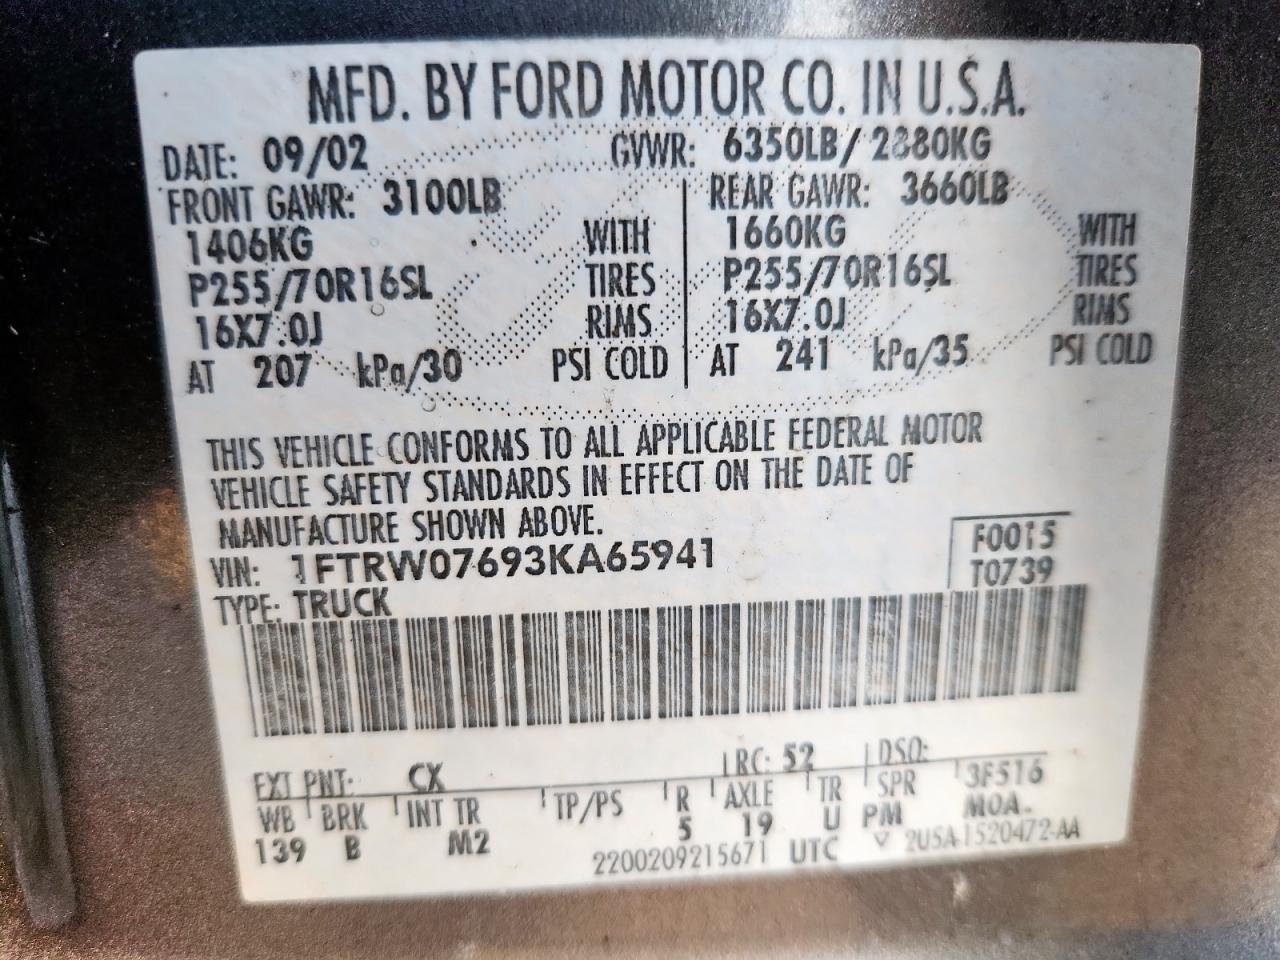 MFD. BY FORD MOTOR CO. IN U.S.A.
DATE: 09/02 GVWR: 6350LB/ 2880KG
FRONT GAWR: 3100LB REAR GAWR: 3660LB
1406KG WITH 1660KG WITH
P255/70R16SL TIRES P255/70R16SL TIRES
16X7.0J RIMS 16X7.0J RIMS
AT 207 kPa/30 PSI COLD AT 241 kPa/35 PSI COLD
THIS VEHICLE CONFORMS TO ALL APPLICABLE FEDERAL MOTOR
VEHICLE SAFETY STANDARDS IN EFFECT ON THE DATE OF
MANUFACTURE SHOWN ABOVE.
VIN: 1FTRW07693KA65941 F0015
TYPE: TRUCK T0739
EXT PNT: CX RC: 52 DSO:
WB BRK INT TR TP/PS R AXLE TR SPR 3F516
139 B M2 5 19 U PM MOA-
2200209215671 UTC ▽ 2USA-1520472-AA